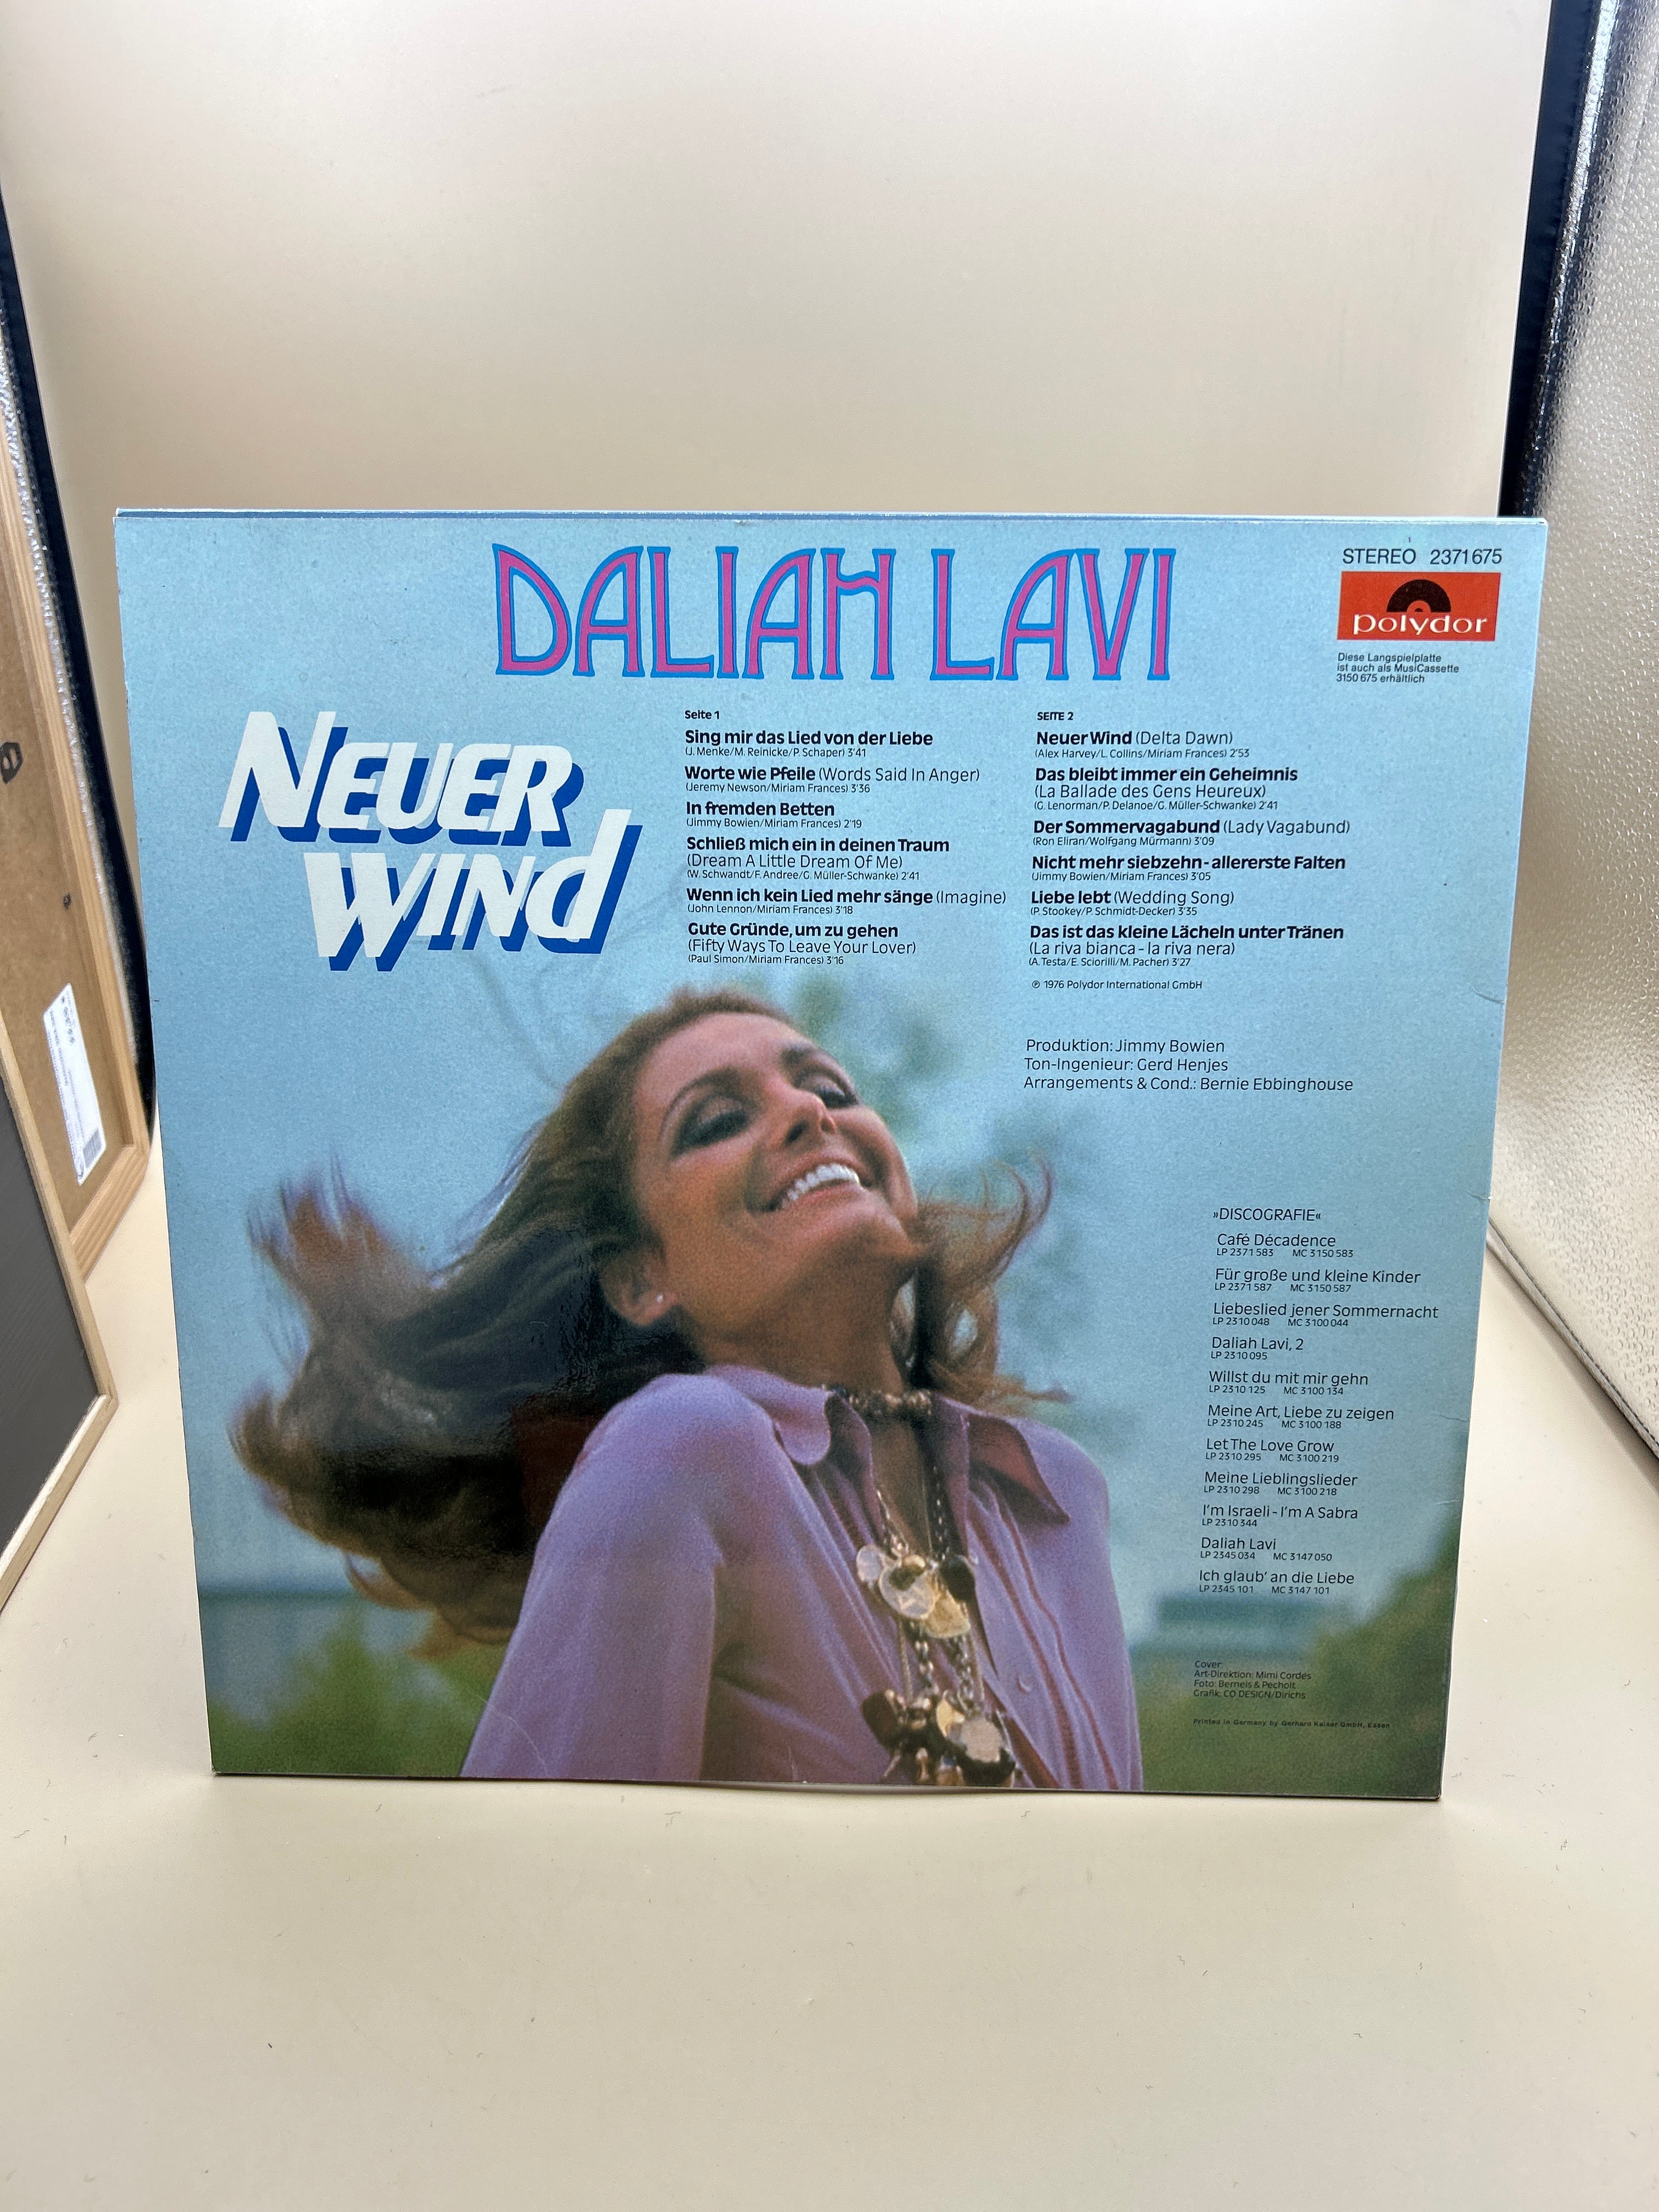 DALIAH LAVI
STEREO 2371675
polydor
Diese Langspielplatte
ist auch als MusiCassette
3150 675 erhältlich
NEUER
WIND
Seite 1
Sing mir das Lied von der Liebe
(J. Menke/M. Reinicke/P. Schaper) 3'41
Worte wie Pfeile (Words Said In Anger)
(Jeremy Newson/Miriam Frances) 3'36
In fremden Betten
(Jimmy Bowien/Miriam Frances) 2'19
Schließ mich ein in deinen Traum
(Dream A Little Dream Of Me)
(W. Schwandt/F. Andree/G. Müller-Schwanke) 2'41
Wenn ich kein Lied mehr sänge (Imagine)
(John Lennon/Miriam Frances) 3'18
Gute Gründe, um zu gehen
(Fifty Ways To Leave Your Lover)
(Paul Simon/Miriam Frances) 3'16
SEITE 2
Neuer Wind (Delta Dawn)
(Alex Harvey/L. Collins/Miriam Frances) 2'53
Das bleibt immer ein Geheimnis
(La Ballade des Gens Heureux)
(G. Lenorman/P. Delanoe/G. Müller-Schwanke) 2'41
Der Sommervagabund (Lady Vagabund)
(Ron Eliran/Wolfgang Mürmann) 3'09
Nicht mehr siebzehn - allererste Falten
(Jimmy Bowien/Miriam Frances) 3'05
Liebe lebt (Wedding Song)
(P. Stookey/P. Schmidt-Decker) 3'35
Das ist das kleine Lächeln unter Tränen
(La riva bianca - la riva nera)
(A. Testa/E. Sciorilli/M. Pacher) 3'27
℗ 1976 Polydor International GmbH
Produktion: Jimmy Bowien
Ton-Ingenieur: Gerd Henjes
Arrangements & Cond.: Bernie Ebbinghouse
»DISCOGRAFIE«
Café Décadence
LP 2371 583 MC 3150 583
Für große und kleine Kinder
LP 2371 587 MC 3150 587
Liebeslied jener Sommernacht
LP 2310 048 MC 3100 044
Daliah Lavi, 2
LP 2310 095
Willst du mit mir gehn
LP 2310 125 MC 3100 134
Meine Art, Liebe zu zeigen
LP 2310 245 MC 3100 188
Let The Love Grow
LP 2310 295 MC 3100 219
Meine Lieblingslieder
LP 2310 298 MC 3100 218
I'm Israeli - I'm A Sabra
LP 2310 344
Daliah Lavi
LP 2345 034 MC 3147 050
Ich glaub' an die Liebe
LP 2345 101 MC 3147 101
Cover:
Art-Direktion: Mimi Cordes
Foto: Berneis & Pecholt
Grafik: CO DESIGN/Dirichs
Printed in Germany by Gerhard Kaiser GmbH, Essen